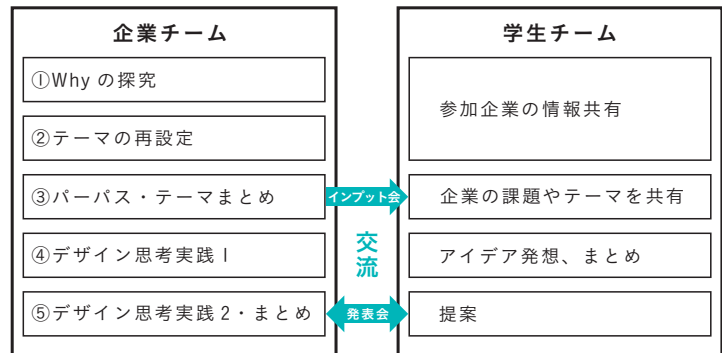 企業チーム
①Why の探究
②テーマの再設定
③パーパス・テーマまとめ
④デザイン思考実践 1
⑤デザイン思考実践 2・まとめ
インプット会
交流
発表会
学生チーム
参加企業の情報共有
企業の課題やテーマを共有
アイデア発想、まとめ
提案